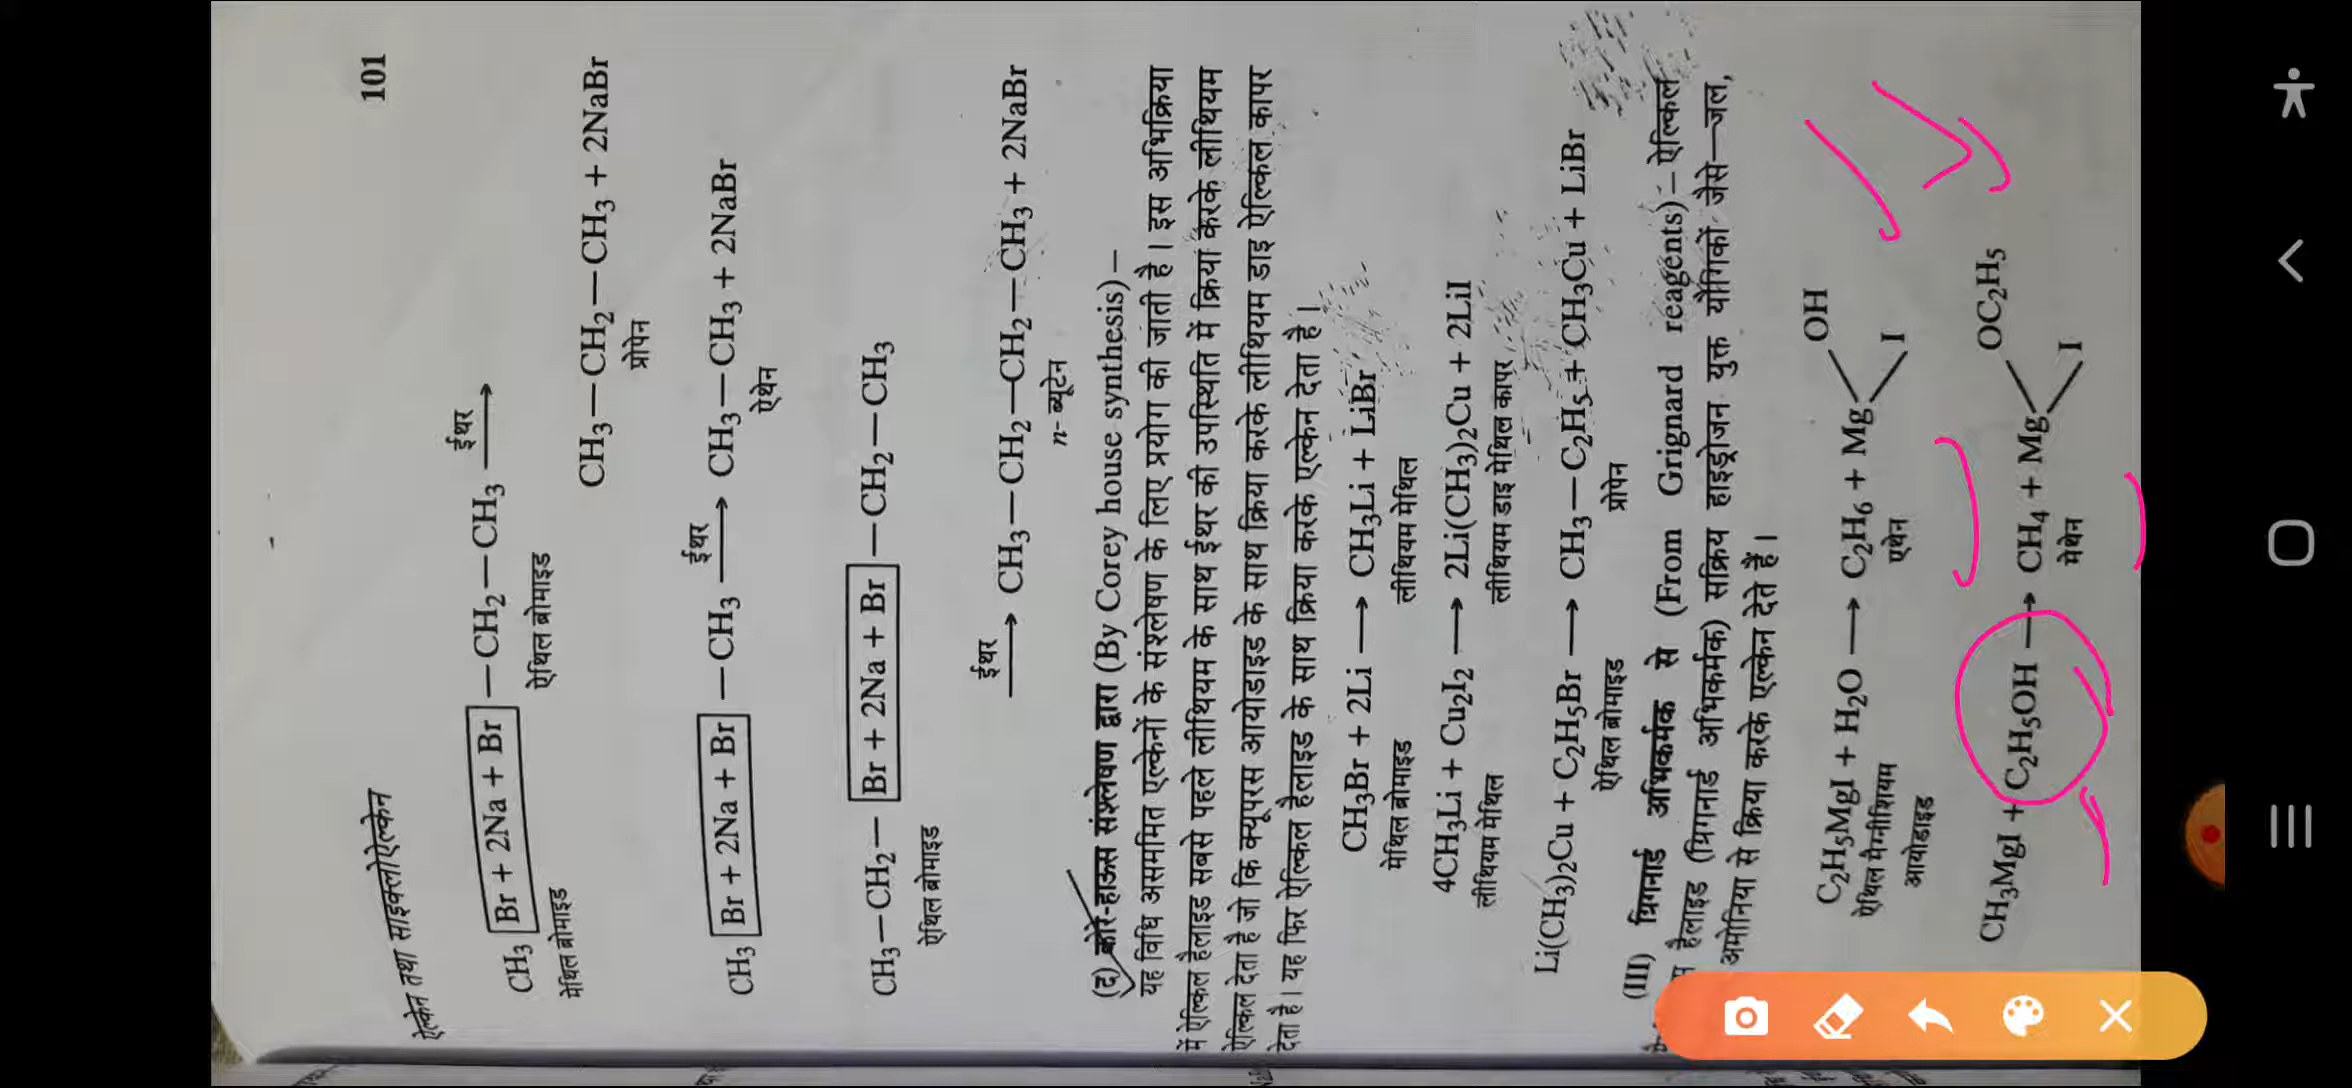 101
ऐल्केन तथा साइक्लोऐल्केन
CH3 Br + 2Na + Br —CH2—CH3 ईथर ⟶
मेथिल ब्रोमाइड ऐथिल ब्रोमाइड
CH3—CH2—CH3 + 2NaBr
प्रोपेन
CH3 Br + 2Na + Br —CH3 ईथर ⟶ CH3—CH3 + 2NaBr
ऐथेन
CH3—CH2— Br + 2Na + Br —CH2—CH3
ऐथिल ब्रोमाइड
ईथर ⟶ CH3—CH2—CH2—CH3 + 2NaBr
n- ब्यूटेन
(द) कोरे-हाऊस संश्लेषण द्वारा (By Corey house synthesis) —
यह विधि असममित एल्केनों के संश्लेषण के लिए प्रयोग की जाती है। इस अभिक्रिया
में ऐल्किल हैलाइड सबसे पहले लीथियम के साथ ईथर की उपस्थिति में क्रिया करके लीथियम
ऐल्किल देता है जो कि क्यूपरस आयोडाइड के साथ क्रिया करके लीथियम डाइ ऐल्किल कापर
देता है। यह फिर ऐल्किल हैलाइड के साथ क्रिया करके एल्केन देता है।
CH3Br + 2Li ⟶ CH3Li + LiBr
मेथिल ब्रोमाइड लीथियम मेथिल
4CH3Li + Cu2I2 ⟶ 2Li(CH3)2Cu + 2LiI
लीथियम मेथिल लीथियम डाइ मेथिल कापर
Li(CH3)2Cu + C2H5Br ⟶ CH3—C2H5 + CH3Cu + LiBr
ऐथिल ब्रोमाइड प्रोपेन
(III) ग्रिगनार्ड अभिकर्मक से (From Grignard reagents)— ऐल्किल
हैलाइड (ग्रिगनार्ड अभिकर्मक) सक्रिय हाइड्रोजन युक्त यौगिकों जैसे—जल,
अमोनिया से क्रिया करके एल्केन देते हैं।
C2H5MgI + H2O ⟶ C2H6 + Mg OH I
ऐथिल मैग्नीशियम एथेन
आयोडाइड
CH3MgI + C2H5OH ⟶ CH4 + Mg OC2H5 I
मेथेन